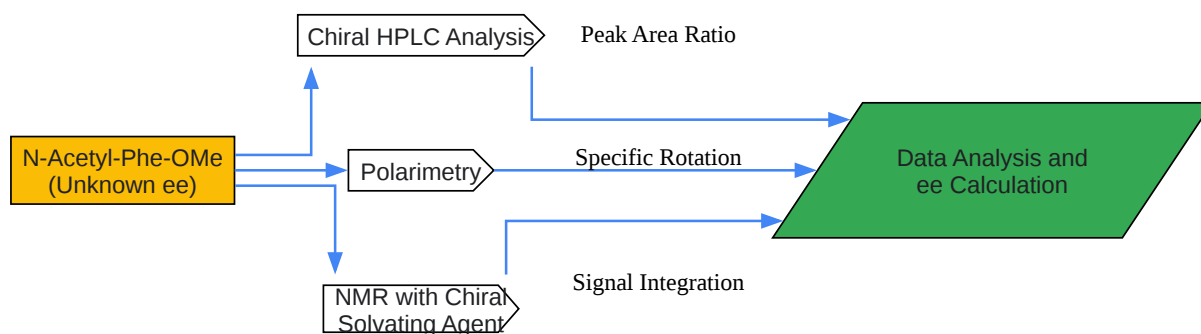 Chiral HPLC Analysis
Peak Area Ratio
N-Acetyl-Phe-OMe
(Unknown ee)
Polarimetry
Specific Rotation
Data Analysis and
ee Calculation
NMR with Chiral
Solvating Agent
Signal Integration